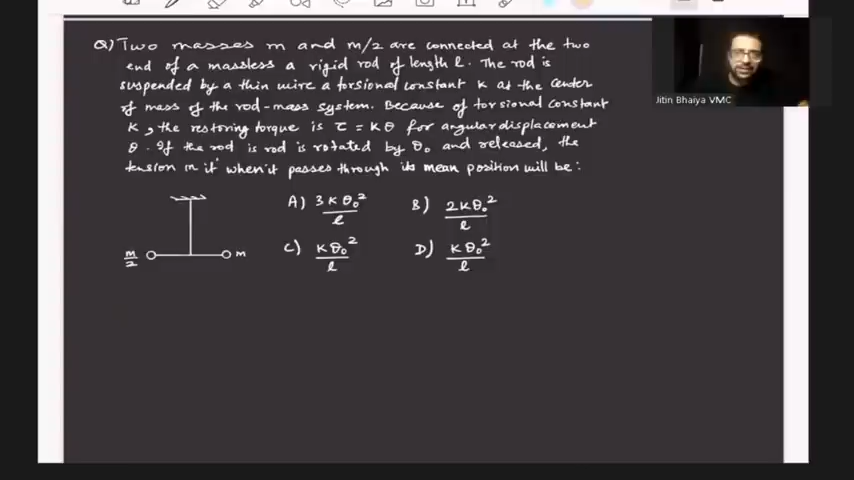 Q) Two masses m and m/2 are connected at the two
end of a massless a rigid rod of length l. The rod is
suspended by a thin wire a torsional constant k at the center
of mass of the rod-mass system. Because of torsional constant
k, the restoring torque is τ = kθ for angular displacement
θ. If the rod is rod is rotated by θ₀ and released, the
tension in it when it passes through its mean position will be:
A) 3kθ₀²/l B) 2kθ₀²/l
C) kθ₀²/l D) kθ₀²/l
m/2 m
Jitin Bhaiya VMC